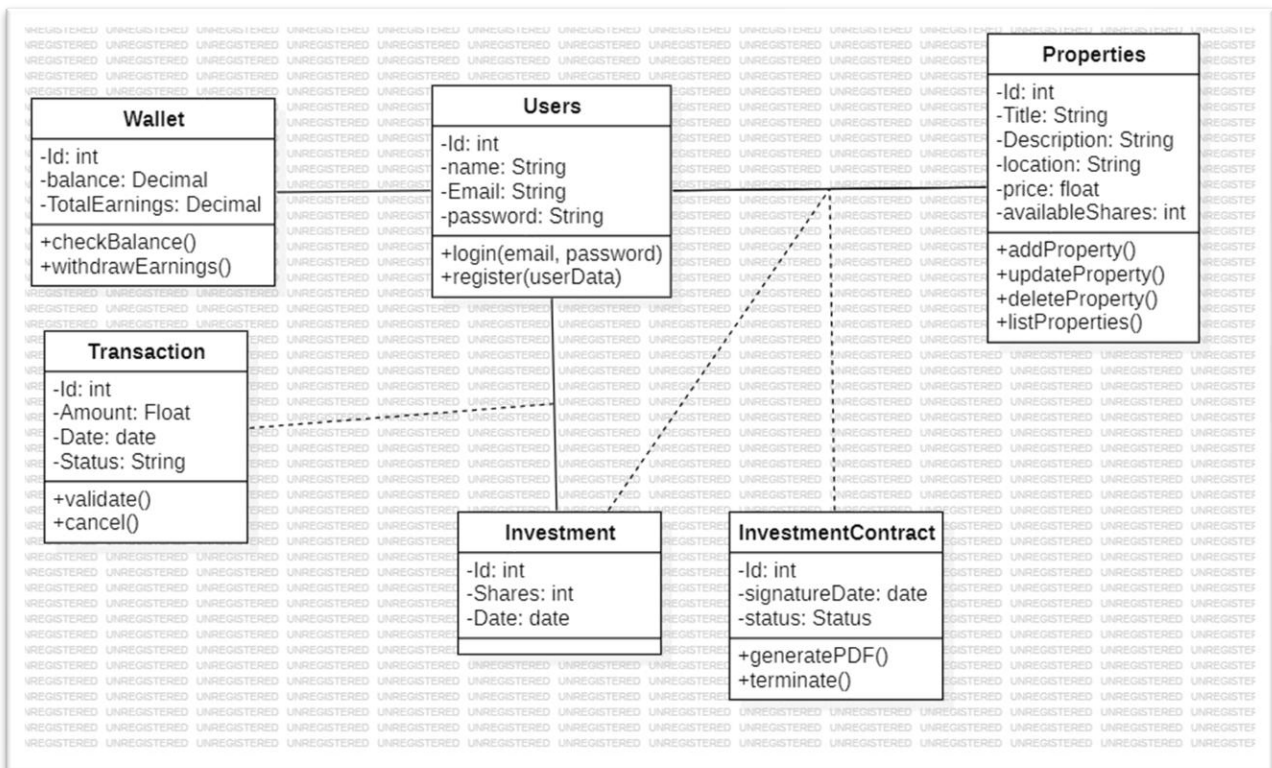 Wallet
-Id: int
-balance: Decimal
-TotalEarnings: Decimal
+checkBalance()
+withdrawEarnings()
Users
-Id: int
-name: String
-Email: String
-password: String
+login(email, password)
+register(userData)
Properties
-Id: int
-Title: String
-Description: String
-location: String
-price: float
-availableShares: int
+addProperty()
+updateProperty()
+deleteProperty()
+listProperties()
Transaction
-Id: int
-Amount: Float
-Date: date
-Status: String
+validate()
+cancel()
Investment
-Id: int
-Shares: int
-Date: date
InvestmentContract
-Id: int
-signatureDate: date
-status: Status
+generatePDF()
+terminate()
UNREGISTERED